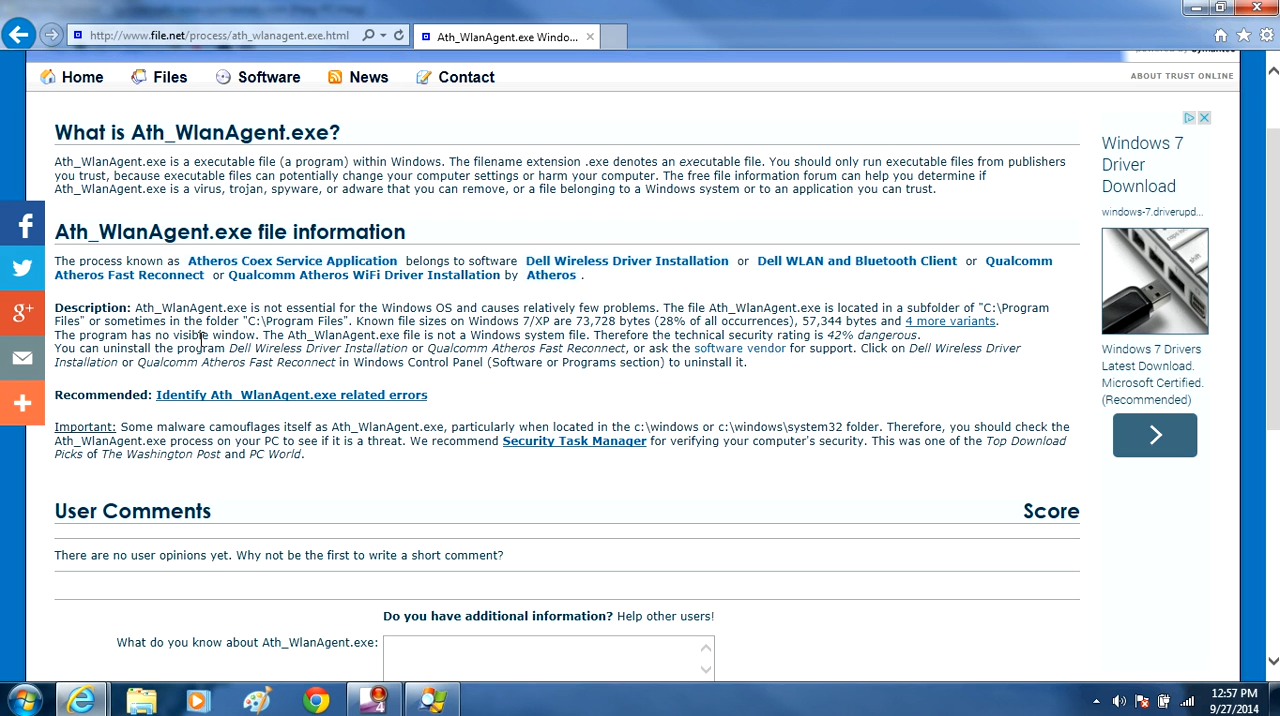 http://www.file.net/process/ath_wlanagent.exe.html
Ath_WlanAgent.exe Windo...
Home Files Software News Contact
ABOUT TRUST ONLINE
What is Ath_WlanAgent.exe?
Ath_WlanAgent.exe is a executable file (a program) within Windows. The filename extension .exe denotes an executable file. You should only run executable files from publishers
you trust, because executable files can potentially change your computer settings or harm your computer. The free file information forum can help you determine if
Ath_WlanAgent.exe is a virus, trojan, spyware, or adware that you can remove, or a file belonging to a Windows system or to an application you can trust.
Ath_WlanAgent.exe file information
The process known as Atheros Coex Service Application belongs to software Dell Wireless Driver Installation or Dell WLAN and Bluetooth Client or Qualcomm
Atheros Fast Reconnect or Qualcomm Atheros WiFi Driver Installation by Atheros .
Description: Ath_WlanAgent.exe is not essential for the Windows OS and causes relatively few problems. The file Ath_WlanAgent.exe is located in a subfolder of "C:\Program
Files" or sometimes in the folder "C:\Program Files". Known file sizes on Windows 7/XP are 73,728 bytes (28% of all occurrences), 57,344 bytes and 4 more variants.
The program has no visible window. The Ath_WlanAgent.exe file is not a Windows system file. Therefore the technical security rating is 42% dangerous.
You can uninstall the program Dell Wireless Driver Installation or Qualcomm Atheros Fast Reconnect, or ask the software vendor for support. Click on Dell Wireless Driver
Installation or Qualcomm Atheros Fast Reconnect in Windows Control Panel (Software or Programs section) to uninstall it.
Recommended: Identify Ath_WlanAgent.exe related errors
Important: Some malware camouflages itself as Ath_WlanAgent.exe, particularly when located in the c:\windows or c:\windows\system32 folder. Therefore, you should check the
Ath_WlanAgent.exe process on your PC to see if it is a threat. We recommend Security Task Manager for verifying your computer's security. This was one of the Top Download
Picks of The Washington Post and PC World.
User Comments Score
There are no user opinions yet. Why not be the first to write a short comment?
Do you have additional information? Help other users!
What do you know about Ath_WlanAgent.exe:
Windows 7
Driver
Download
windows-7.driverupd...
Windows 7 Drivers
Latest Download.
Microsoft Certified.
(Recommended)
12:57 PM
9/27/2014